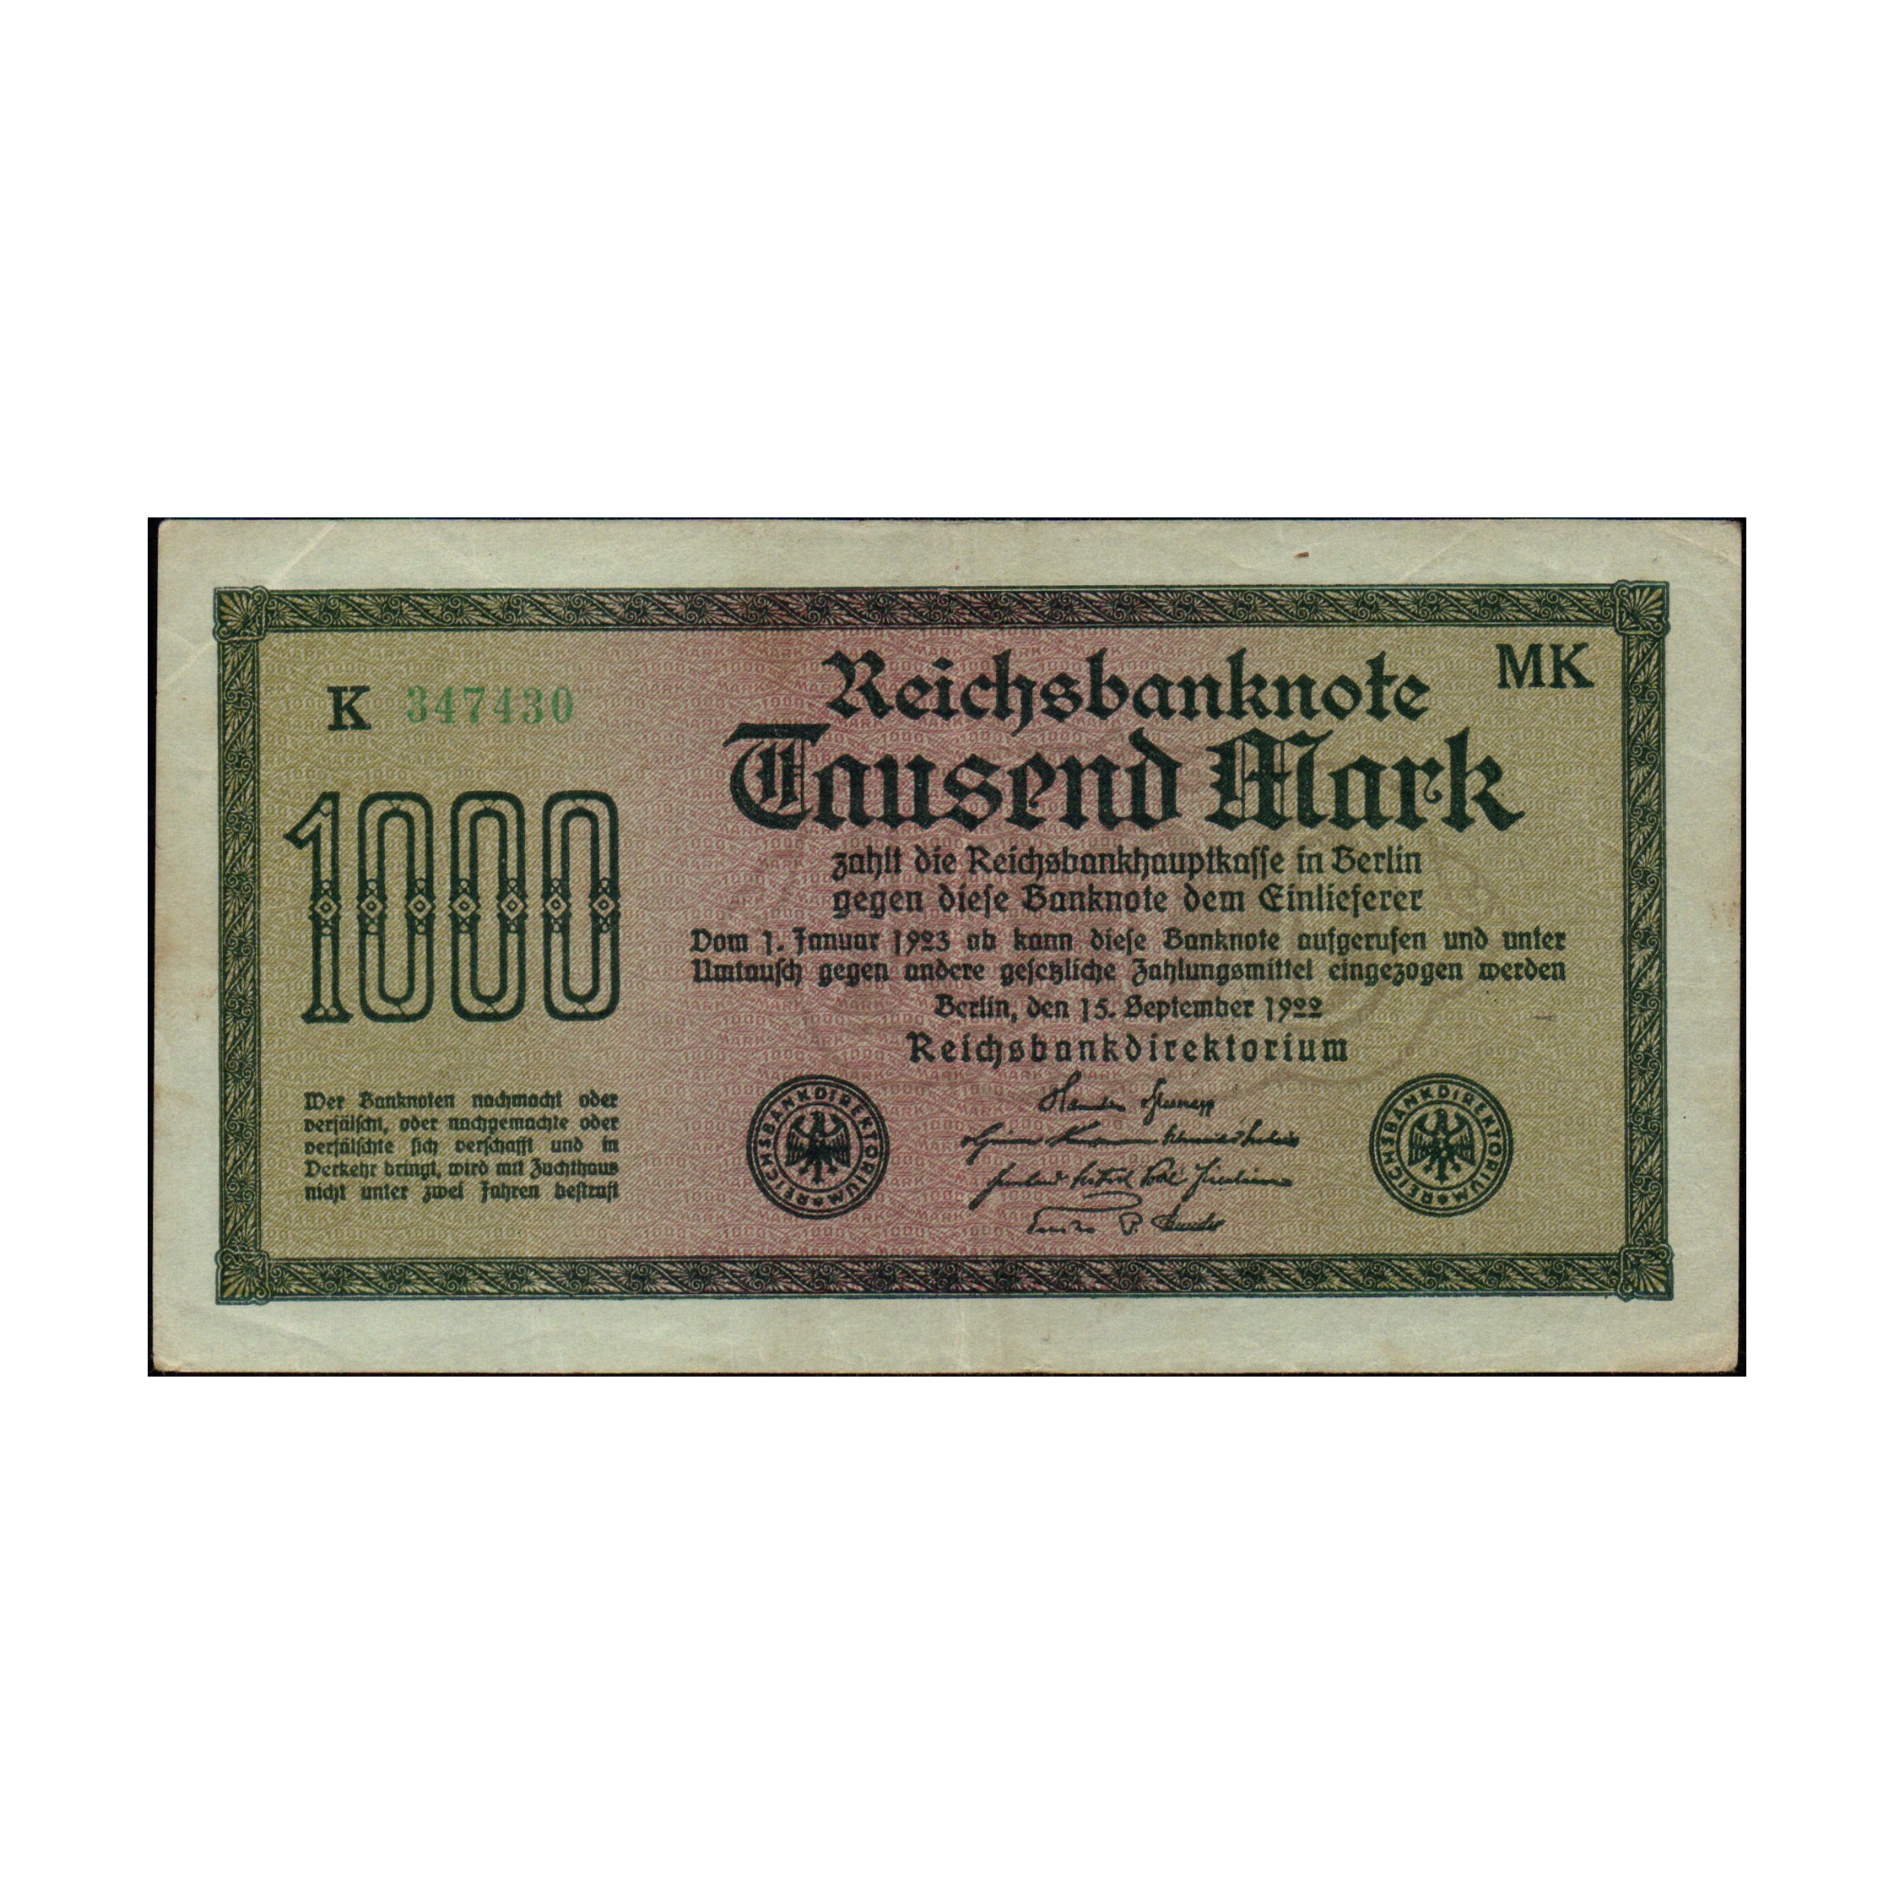 K 347430
MK
Reichsbanknote
Tausend Mark
1000
zahlt die Reichsbankhauptkasse in Berlin
gegen diese Banknote dem Einlieferer
Vom 1. Januar 1923 ab kann diese Banknote aufgerufen und unter
Umtausch gegen andere gesetzliche Zahlungsmittel eingezogen werden
Berlin, den 15. September 1922
Reichsbankdirektorium
Wer Banknoten nachmacht oder
verfälscht, oder nachgemachte oder
verfälschte sich verschafft und in
Verkehr bringt, wird mit Zuchthaus
nicht unter zwei Jahren bestraft
REICHSBANKDIREKTORIUM
REICHSBANKDIREKTORIUM